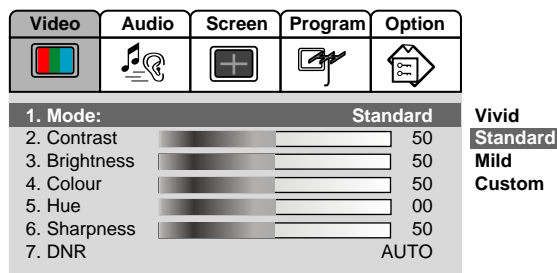 Video Audio Screen Program Option
1. Mode: Standard
2. Contrast 50
3. Brightness 50
4. Colour 50
5. Hue 00
6. Sharpness 50
7. DNR AUTO
Vivid
Standard
Mild
Custom